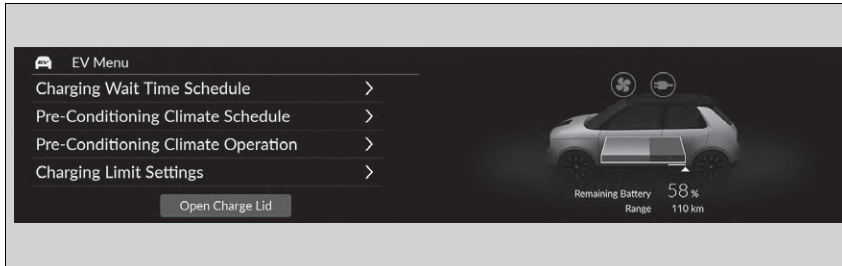 EV Menu
Charging Wait Time Schedule
Pre-Conditioning Climate Schedule
Pre-Conditioning Climate Operation
Charging Limit Settings
Open Charge Lid
Remaining Battery 58 %
Range 110 km